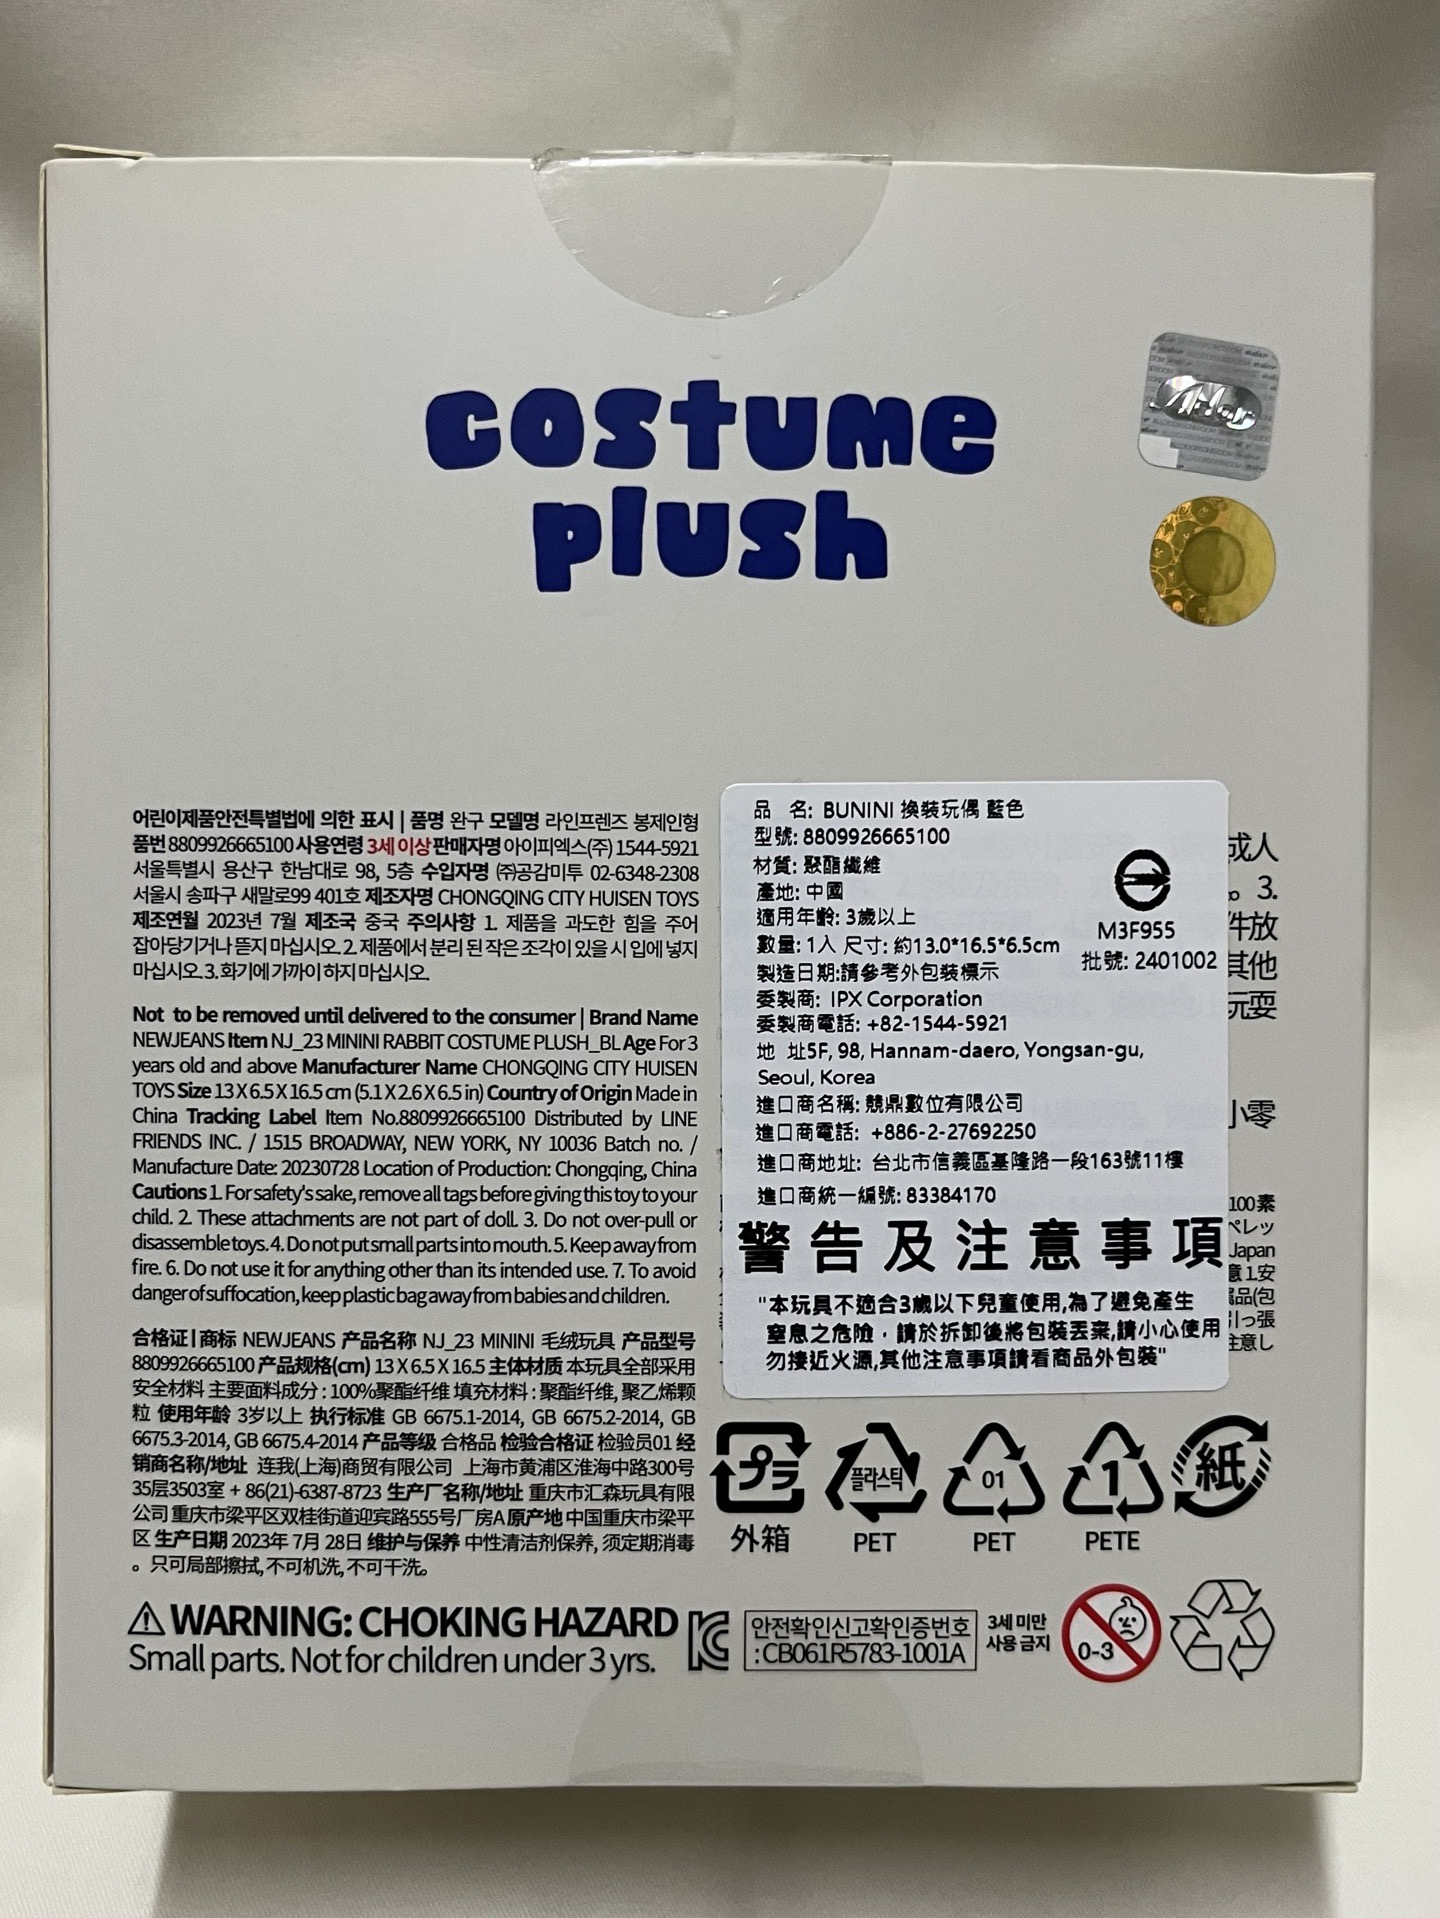 costume
plush
어린이제품안전특별법에 의한 표시 | 품명 완구 모델명 라인프렌즈 봉제인형
품번 8809926665100 사용연령 3세 이상 판매자명 아이피엑스(주) 1544-5921
서울특별시 용산구 한남대로 98, 5층 수입자명 ㈜공감미투 02-6348-2308
서울시 송파구 새말로99 401호 제조자명 CHONGQING CITY HUISEN TOYS
제조연월 2023년 7월 제조국 중국 주의사항 1. 제품을 과도한 힘을 주어
잡아당기거나 뜯지 마십시오. 2. 제품에서 분리 된 작은 조각이 있을 시 입에 넣지
마십시오. 3. 화기에 가까이 하지 마십시오.
Not to be removed until delivered to the consumer | Brand Name
NEWJEANS Item NJ_23 MININI RABBIT COSTUME PLUSH_BL Age For 3
years old and above Manufacturer Name CHONGQING CITY HUISEN
TOYS Size 13 X 6.5 X 16.5 cm (5.1 X 2.6 X 6.5 in) Country of Origin Made in
China Tracking Label Item No.8809926665100 Distributed by LINE
FRIENDS INC. / 1515 BROADWAY, NEW YORK, NY 10036 Batch no. /
Manufacture Date: 20230728 Location of Production: Chongqing, China
Cautions 1. For safety's sake, remove all tags before giving this toy to your
child. 2. These attachments are not part of doll. 3. Do not over-pull or
disassemble toys. 4. Do not put small parts into mouth. 5. Keep away from
fire. 6. Do not use it for anything other than its intended use. 7. To avoid
danger of suffocation, keep plastic bag away from babies and children.
合格证 | 商标 NEWJEANS 产品名称 NJ_23 MININI 毛绒玩具 产品型号
8809926665100 产品规格(cm) 13 X 6.5 X 16.5 主体材质 本玩具全部采用
安全材料 主要面料成分 : 100%聚酯纤维 填充材料 : 聚酯纤维, 聚乙烯颗
粒 使用年龄 3岁以上 执行标准 GB 6675.1-2014, GB 6675.2-2014, GB
6675.3-2014, GB 6675.4-2014 产品等级 合格品 检验合格证 检验员01 经
销商名称/地址 连我(上海)商贸有限公司 上海市黄浦区淮海中路300号
35层3503室 + 86(21)-6387-8723 生产厂名称/地址 重庆市汇森玩具有限
公司 重庆市梁平区双桂街道迎宾路555号厂房A 原产地 中国重庆市梁平
区 生产日期 2023年 7月 28日 维护与保养 中性清洁剂保养, 须定期消毒
。只可局部擦拭, 不可机洗, 不可干洗。
品 名: BUNINI 換裝玩偶 藍色
型號: 8809926665100
材質: 聚酯纖維
產地: 中國
適用年齡: 3歲以上
數量: 1入 尺寸: 約13.0*16.5*6.5cm
製造日期:請參考外包裝標示
M3F955
批號: 2401002
委製商: IPX Corporation
委製商電話: +82-1544-5921
地 址5F, 98, Hannam-daero, Yongsan-gu,
Seoul, Korea
進口商名稱: 競鼎數位有限公司
進口商電話: +886-2-27692250
進口商地址: 台北市信義區基隆路一段163號11樓
進口商統一編號: 83384170
警告及注意事項
"本玩具不適合3歲以下兒童使用,為了避免產生
窒息之危險，請於拆卸後將包裝丟棄,請小心使用
勿接近火源,其他注意事項請看商品外包裝"
成人
。3.
件放
其他
玩耍
小零
100 素
ペレッ
Japan
意 1.安
属品(包
引っ張
注意し
プラ
外箱
플라스틱
PET
01
PET
1
PETE
紙
⚠ WARNING: CHOKING HAZARD
Small parts. Not for children under 3 yrs.
안전확인신고확인증번호
: CB061R5783-1001A
3세 미만
사용 금지
0-3